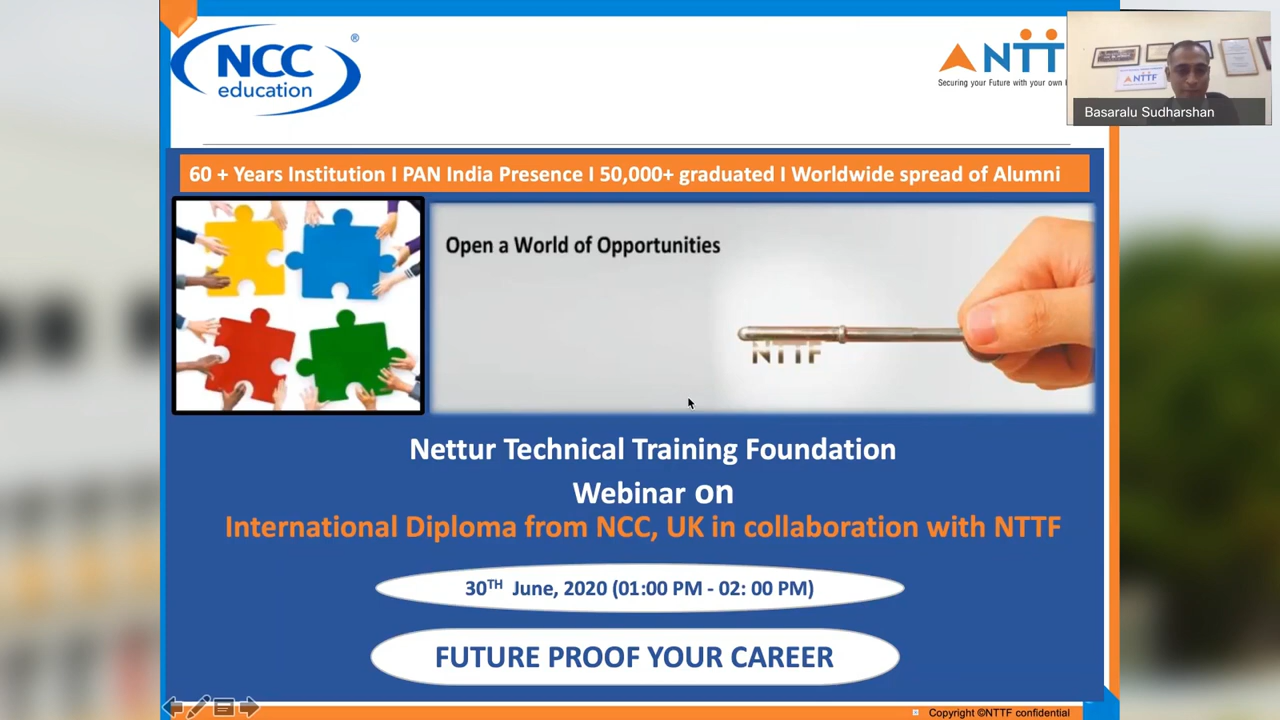 NCC
education
®
NTT
Securing your Future with your own
NTTF
Basaralu Sudharshan
60 + Years Institution I PAN India Presence I 50,000+ graduated I Worldwide spread of Alumni
Open a World of Opportunities
NTTF
Nettur Technical Training Foundation
Webinar on
International Diploma from NCC, UK in collaboration with NTTF
30TH June, 2020 (01:00 PM - 02: 00 PM)
FUTURE PROOF YOUR CAREER
Copyright ©NTTF confidential